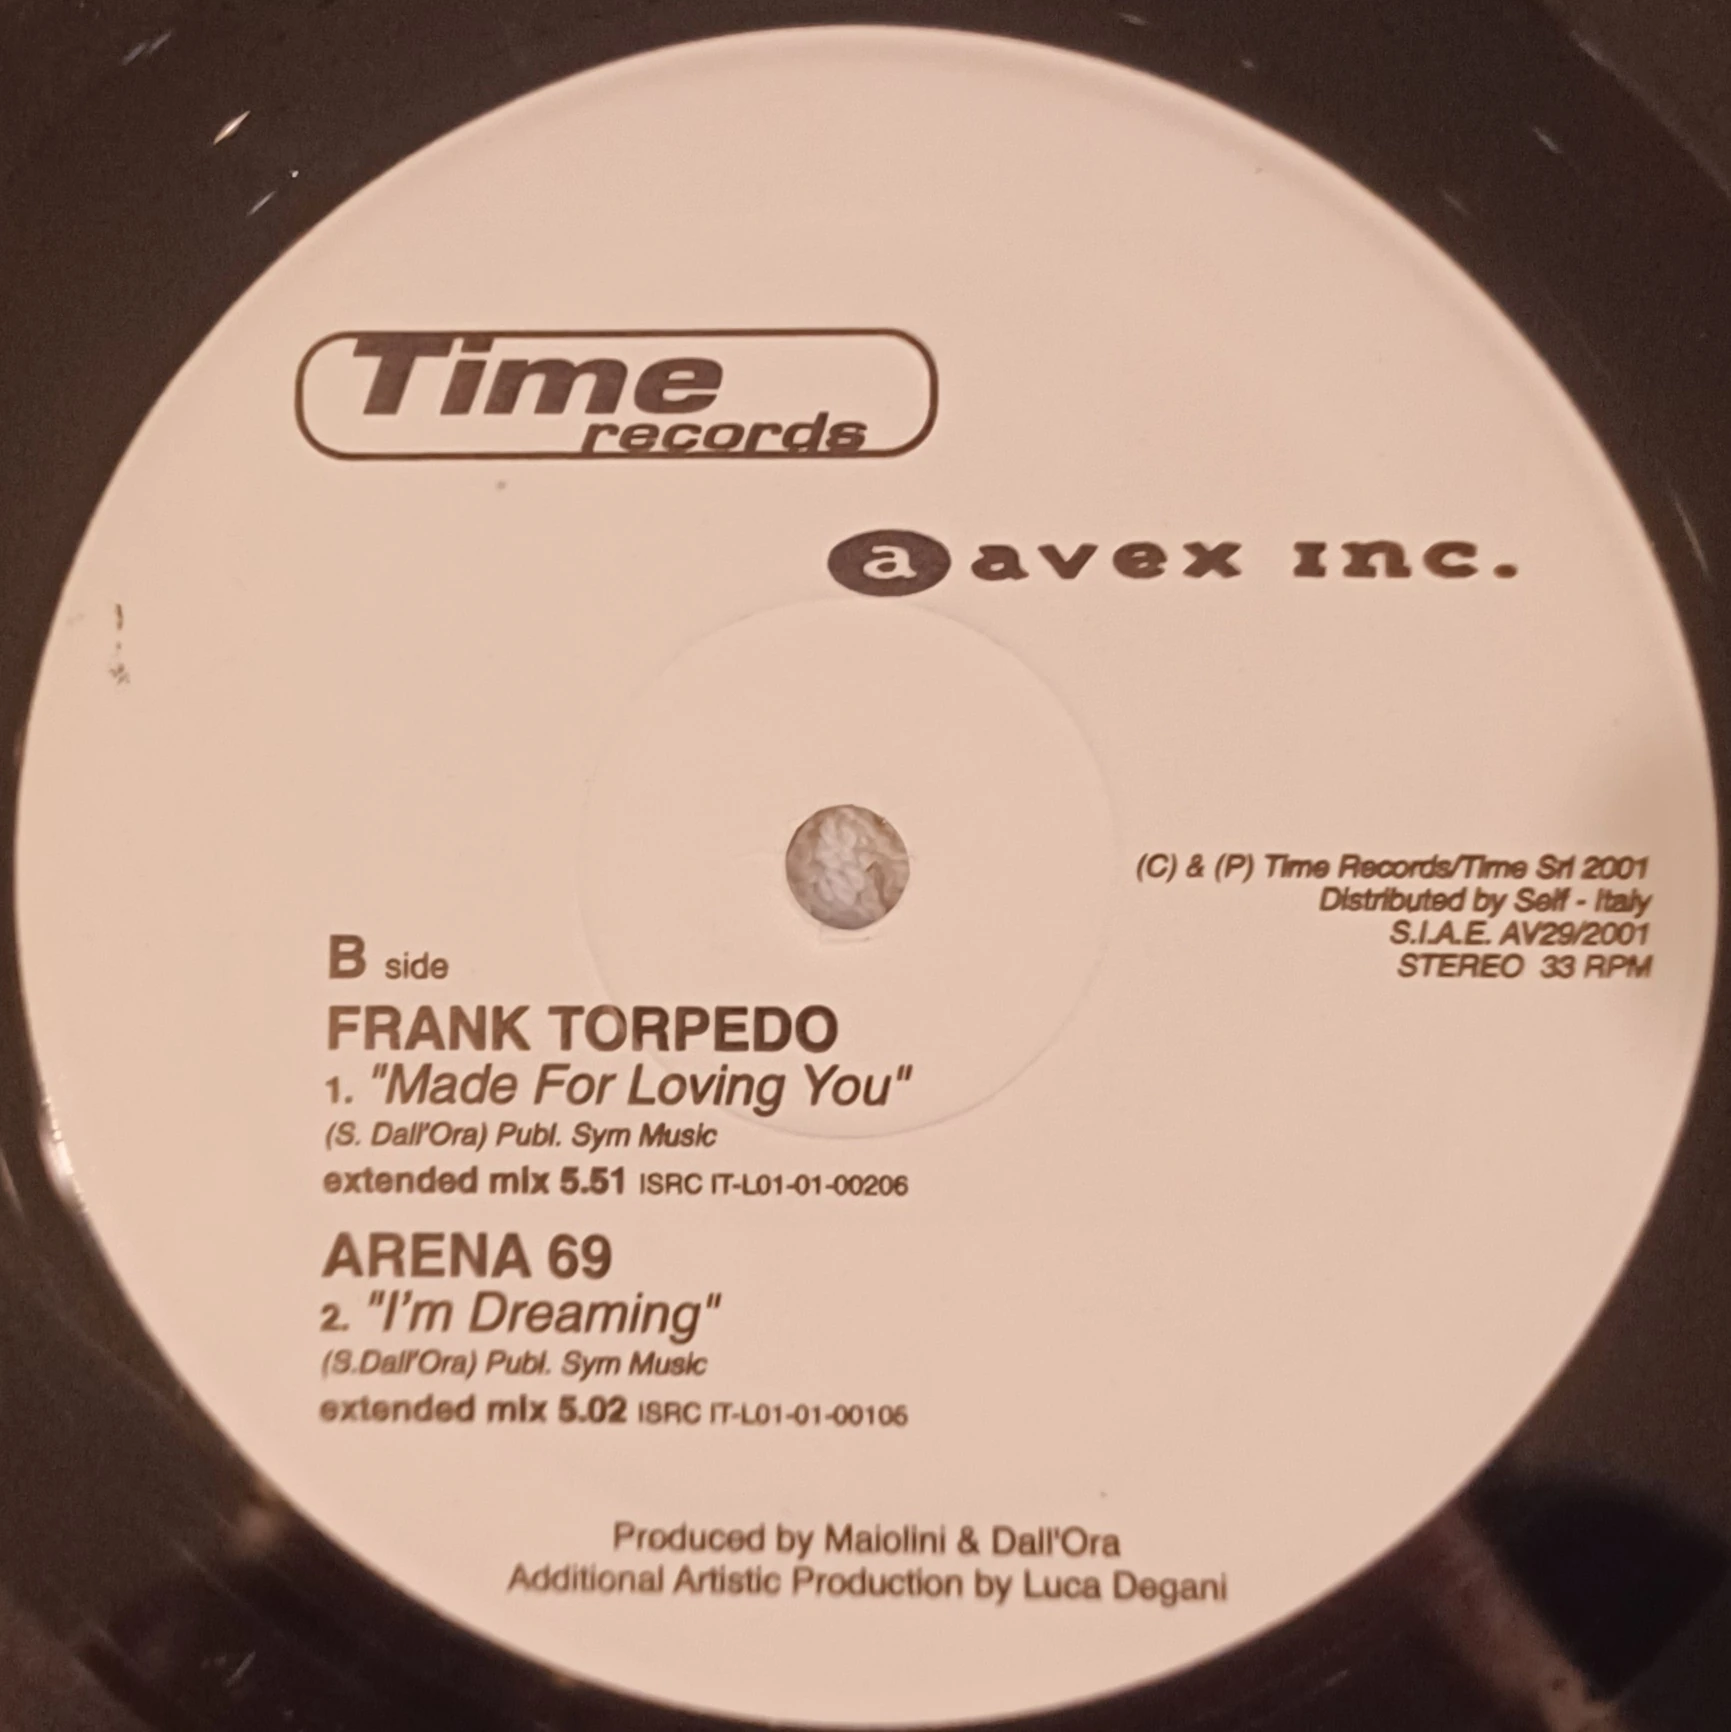 Time
records
a avex inc.
(C) & (P) Time Records/Time Srl 2001
Distributed by Self - Italy
S.I.A.E. AV29/2001
STEREO 33 RPM
B side
FRANK TORPEDO
1. "Made For Loving You"
(S. Dall'Ora) Publ. Sym Music
extended mix 5.51 ISRC IT-L01-01-00206
ARENA 69
2. "I'm Dreaming"
(S.Dall'Ora) Publ. Sym Music
extended mix 5.02 ISRC IT-L01-01-00106
Produced by Maiolini & Dall'Ora
Additional Artistic Production by Luca Degani